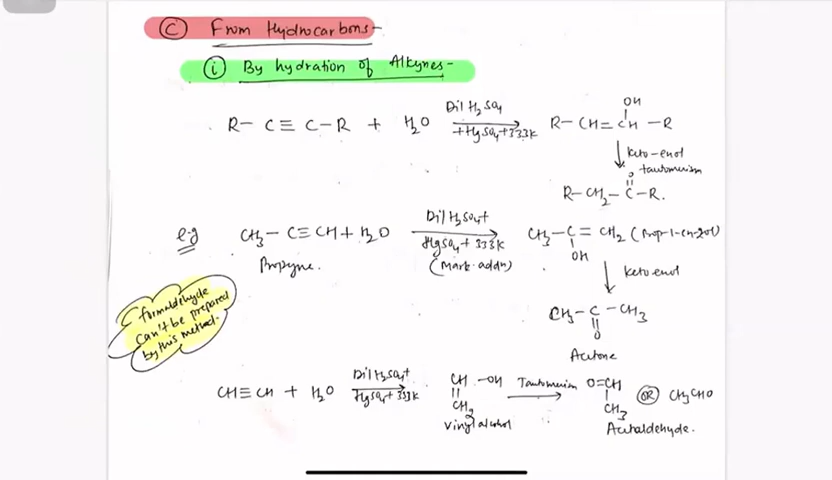 C From Hydrocarbons-
i By hydration of Alkynes-
R- C≡ C-R + H2O Dil H2SO4 +HgSO4+333K R- CH= CH -R OH
keto-enol tautomerism
R-CH2- C-R. O
e.g CH3- C≡CH + H2O Dil H2SO4+ HgSO4 + 333K (Mark. addn) CH3-C = CH2 (Prop-1-en-2ol) OH
Propyne.
keto enol
CH3- C -CH3 O
Acetone
formaldehyde
can't be prepared
by this method.
CH≡CH + H2O Dil H2SO4+ HgSO4+333K CH -OH CH2 Tautomerism O=CH CH3 OR CH3CHO
vinyl alcohol Acetaldehyde.